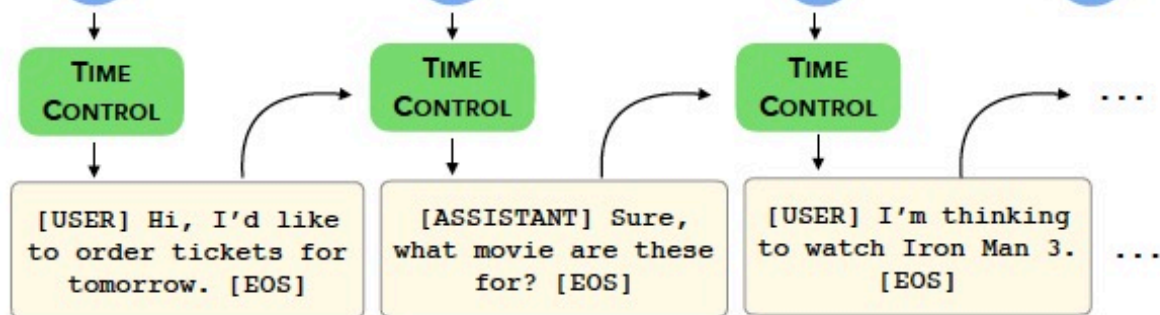 TIME
CONTROL
TIME
CONTROL
TIME
CONTROL
...
[USER] Hi, I'd like
to order tickets for
tomorrow. [EOS]
[ASSISTANT] Sure,
what movie are these
for? [EOS]
[USER] I'm thinking
to watch Iron Man 3.
[EOS]
...